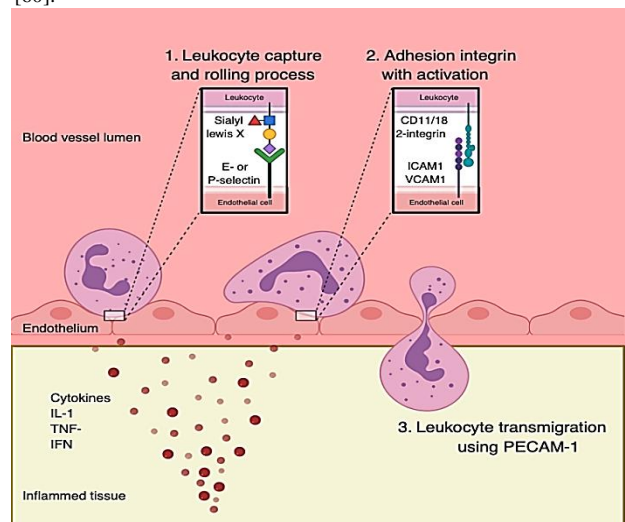 [60].
1. Leukocyte capture
and rolling process
2. Adhesion integrin
with activation
Leukocyte
Sialyl
lewis X
E- or
P-selectin
Endothelial cell
Leukocyte
CD11/18
2-integrin
ICAM1
VCAM1
Endothelial cell
Blood vessel lumen
Endothelium
Cytokines
IL-1
TNF-
IFN
3. Leukocyte transmigration
using PECAM-1
Inflammed tissue